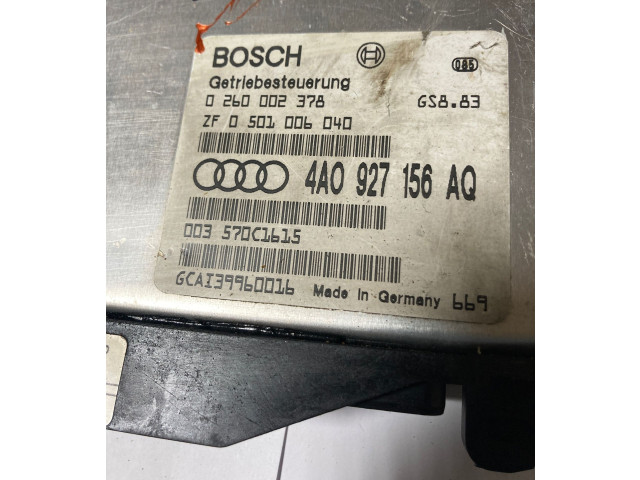 BOSCH
085
Getriebesteuerung
0 260 002 378 GS8.83
ZF 0 501 006 040
4A0 927 156 AQ
003 570C1615
GCAI39960016 Made in Germany 669